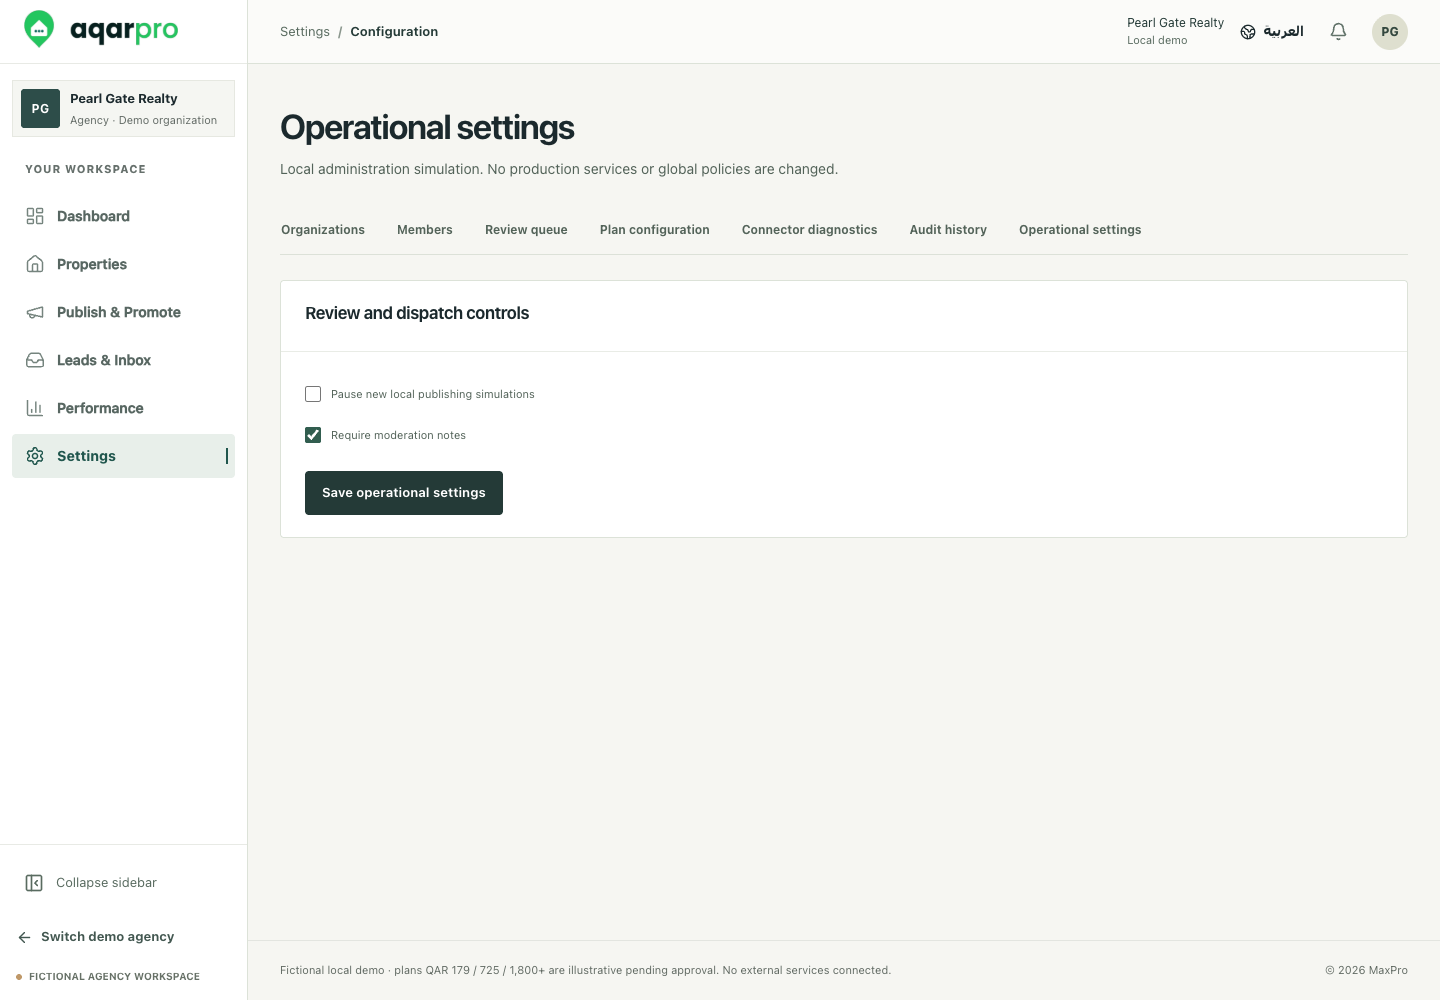 aqarpro
Settings / Configuration
Pearl Gate Realty
Local demo
العربية
PG
PG
Pearl Gate Realty
Agency · Demo organization
YOUR WORKSPACE
Dashboard
Properties
Publish & Promote
Leads & Inbox
Performance
Settings
Collapse sidebar
Switch demo agency
FICTIONAL AGENCY WORKSPACE
Operational settings
Local administration simulation. No production services or global policies are changed.
Organizations Members Review queue Plan configuration Connector diagnostics Audit history Operational settings
Review and dispatch controls
Pause new local publishing simulations
Require moderation notes
Save operational settings
Fictional local demo · plans QAR 179 / 725 / 1,800+ are illustrative pending approval. No external services connected.
© 2026 MaxPro